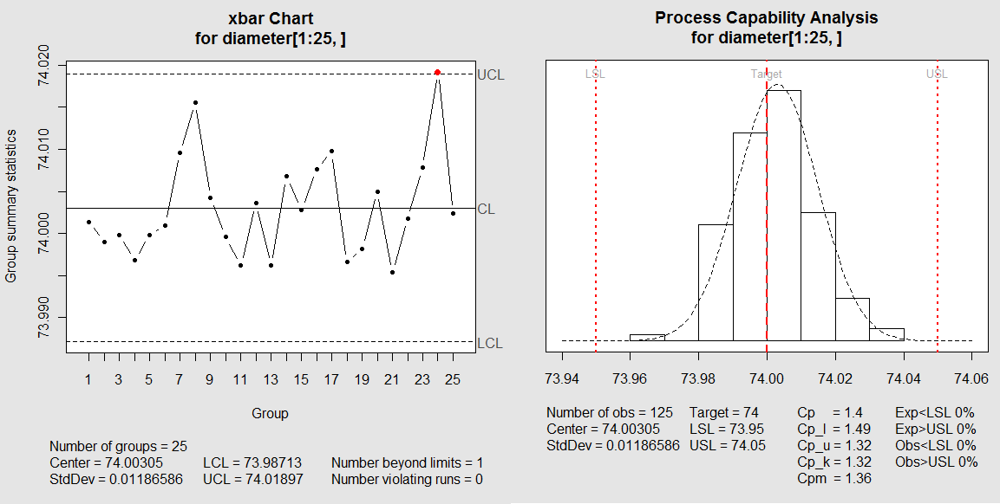 xbar Chart
for diameter[1:25, ]
Group summary statistics
74.020
74.010
74.000
73.990
UCL
CL
LCL
1 3 5 7 9 11 13 15 17 19 21 23 25
Group
Number of groups = 25
Center = 74.00305 LCL = 73.98713 Number beyond limits = 1
StdDev = 0.01186586 UCL = 74.01897 Number violating runs = 0
Process Capability Analysis
for diameter[1:25, ]
LSL Target USL
73.94 73.96 73.98 74.00 74.02 74.04 74.06
Number of obs = 125 Target = 74 Cp = 1.4 Exp<LSL 0%
Center = 74.00305 LSL = 73.95 Cp_l = 1.49 Exp>USL 0%
StdDev = 0.01186586 USL = 74.05 Cp_u = 1.32 Obs<LSL 0%
Cp_k = 1.32 Obs>USL 0%
Cpm = 1.36